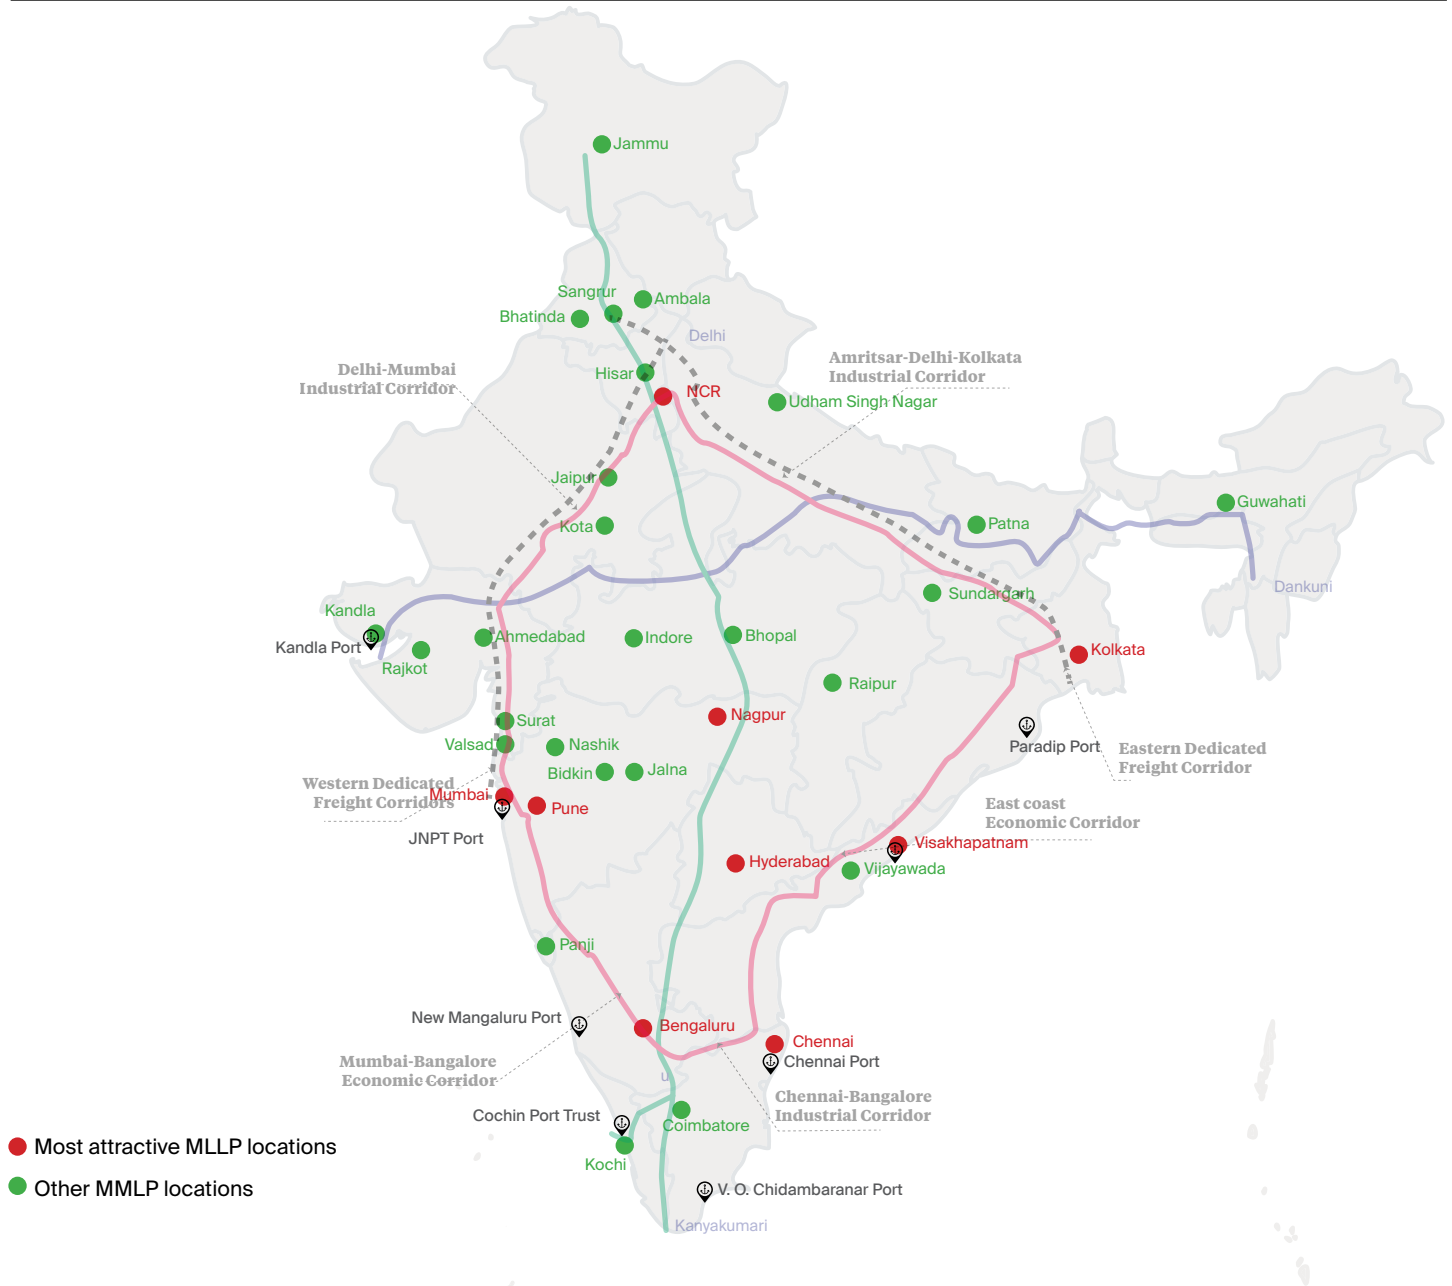 Jammu
Sangrur
Ambala
Bhatinda
Delhi
Delhi-Mumbai
Industrial Corridor
Amritsar-Delhi-Kolkata
Industrial Corridor
Hisar
NCR
Udham Singh Nagar
Jaipur
Kota
Guwahati
Patna
Dankuni
Sundargarh
Kandla
Kandla Port
Rajkot
Ahmedabad
Indore
Bhopal
Kolkata
Raipur
Nagpur
Surat
Valsad
Nashik
Bidkin
Jalna
Paradip Port
Eastern Dedicated
Freight Corridor
Western Dedicated
Freight Corridors
Mumbai
Pune
JNPT Port
East coast
Economic Corridor
Visakhapatnam
Hyderabad
Vijayawada
Panji
New Mangaluru Port
Bengaluru
Chennai
Chennai Port
Mumbai-Bangalore
Economic Corridor
u
Chennai-Bangalore
Industrial Corridor
Cochin Port Trust
Coimbatore
Kochi
V. O. Chidambaranar Port
Kanyakumari
Most attractive MLLP locations
Other MMLP locations